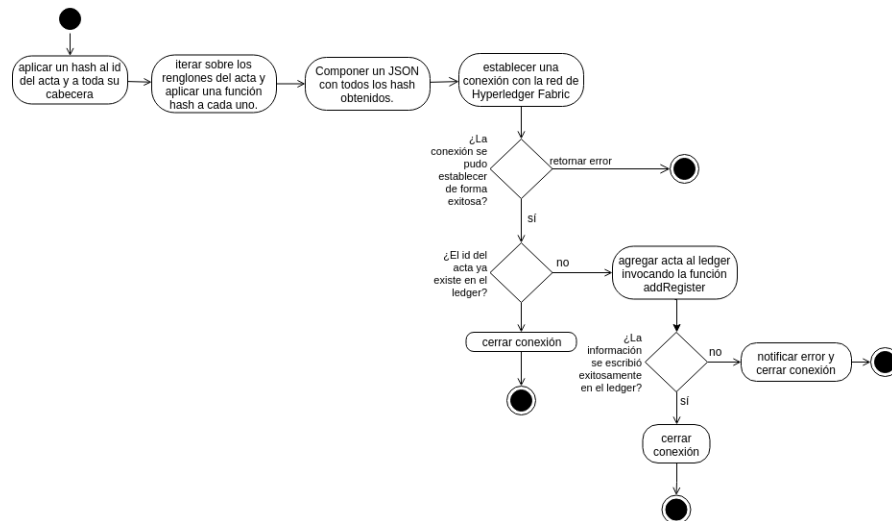 aplicar un hash al id
del acta y a toda su
cabecera
iterar sobre los
renglones del acta y
aplicar una función
hash a cada uno.
Componer un JSON
con todos los hash
obtenidos.
establecer una
conexión con la red de
Hyperledger Fabric
¿La
conexión se
pudo
establecer
de forma
exitosa?
retornar error
sí
¿El id del
acta ya
existe en el
ledger?
no
agregar acta al ledger
invocando la función
addRegister
cerrar conexión
¿La
información
se escribió
exitosamente
en el ledger?
no
notificar error y
cerrar conexión
sí
cerrar
conexión